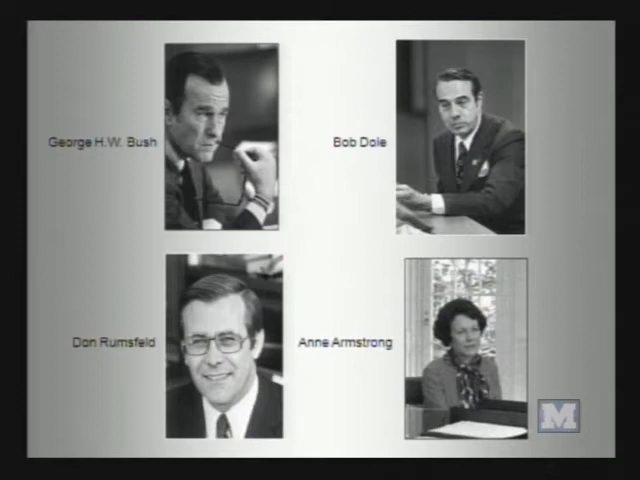 George H.W. Bush
Bob Dole
Don Rumsfeld
Anne Armstrong
M